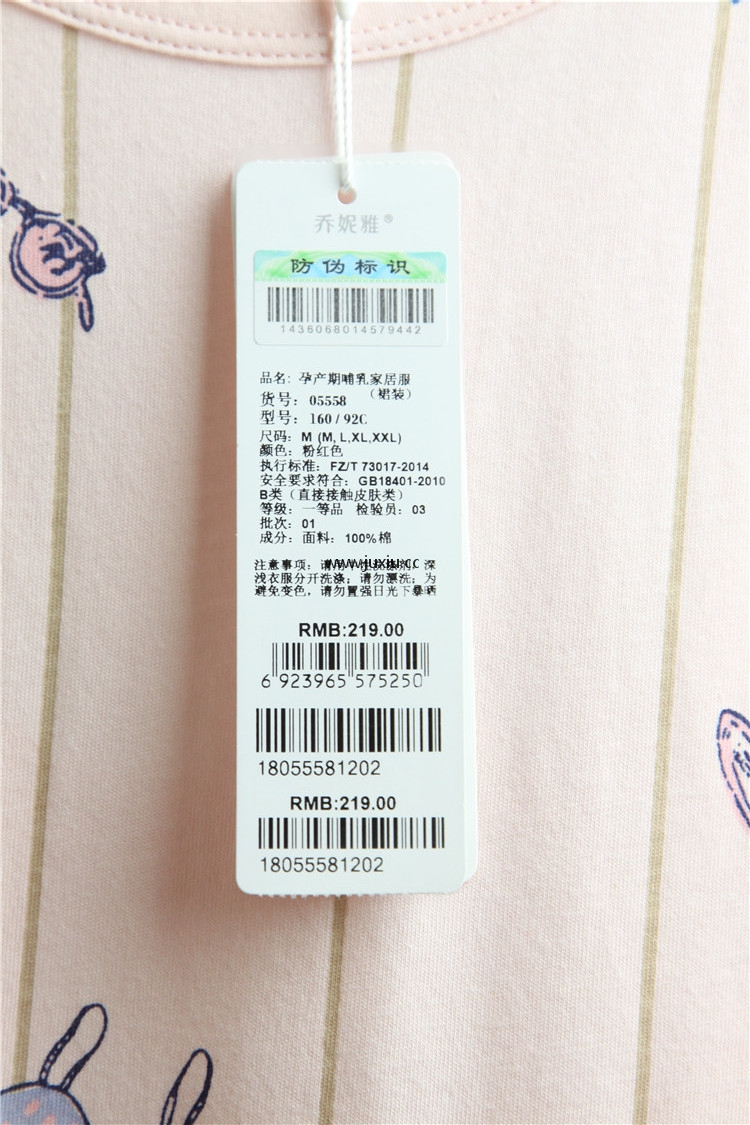 乔妮雅®
防伪标识
1436068014579442
品名：孕产期哺乳家居服
（裙装）
货号：05558
型号：160/92C
尺码：M (M, L,XL,XXL)
颜色：粉红色
执行标准：FZ/T 73017-2014
安全要求符合：GB18401-2010
B类（直接接触皮肤类）
等级：一等品 检验员：03
批次：01
成分：面料：100%棉
www.juxiu.cc
注意事项：请 深
浅衣服分开洗涤；请勿漂洗；为
避免变色，请勿置强日光下暴晒
RMB:219.00
6 923965 575250
18055581202
RMB:219.00
18055581202